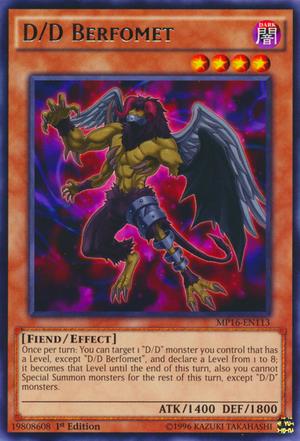 D/D BERFOMET
DARK
闇
MP16-EN113
[FIEND/EFFECT]
Once per turn: You can target 1 "D/D" monster you control that has
a Level, except "D/D Berfomet", and declare a Level from 1 to 8;
it becomes that Level until the end of this turn, also you cannot
Special Summon monsters for the rest of this turn, except "D/D"
monsters.
ATK/1400 DEF/1800
19808608 1st Edition ©1996 KAZUKI TAKAHASHI